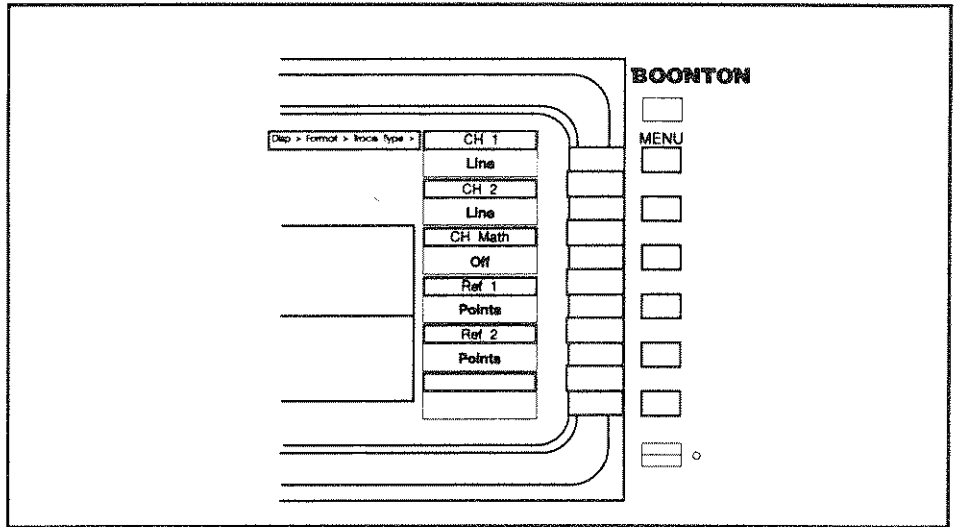 BOONTON
MENU
Disp > Format > Trace Type >
CH 1
Line
CH 2
Line
CH Math
Off
Ref 1
Points
Ref 2
Points